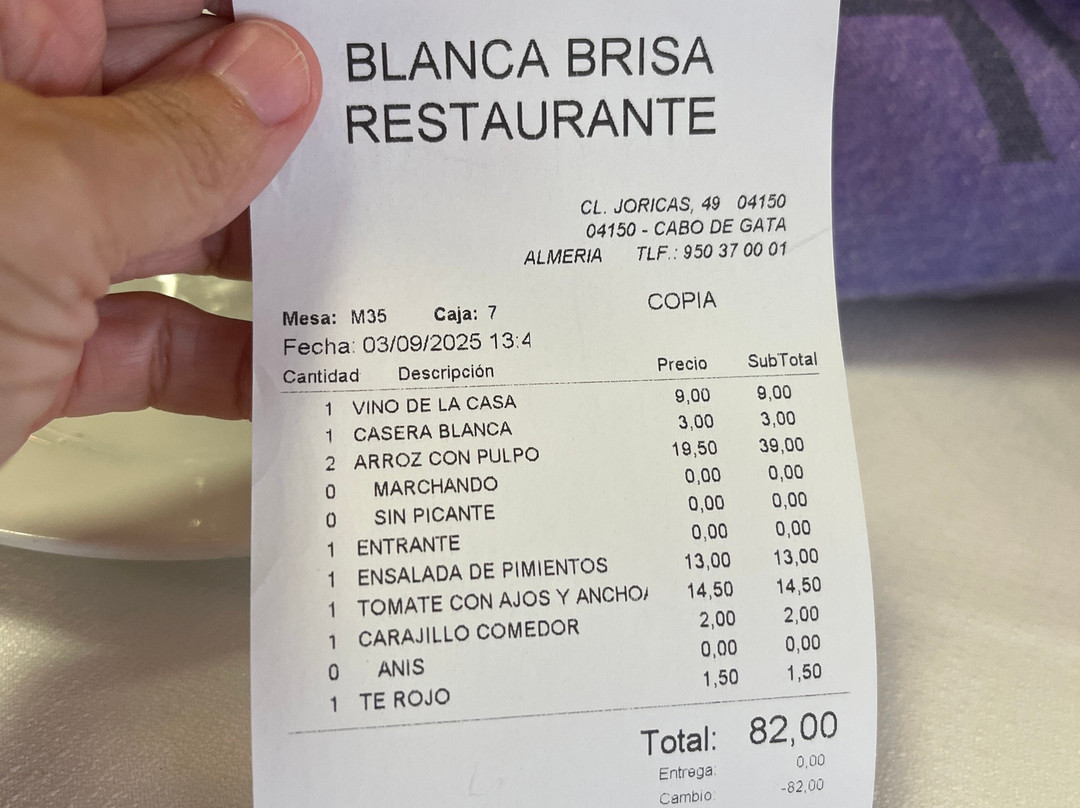 BLANCA BRISA
RESTAURANTE
CL. JORICAS, 49 04150
04150 - CABO DE GATA
ALMERIA TLF.: 950 37 00 01
COPIA
Mesa: M35 Caja: 7
Fecha: 03/09/2025 13:4
Cantidad Descripción Precio SubTotal
1 VINO DE LA CASA 9,00 9,00
1 CASERA BLANCA 3,00 3,00
2 ARROZ CON PULPO 19,50 39,00
0 MARCHANDO 0,00 0,00
0 SIN PICANTE 0,00 0,00
1 ENTRANTE 0,00 0,00
1 ENSALADA DE PIMIENTOS 13,00 13,00
1 TOMATE CON AJOS Y ANCHO 14,50 14,50
1 CARAJILLO COMEDOR 2,00 2,00
0 ANIS 0,00 0,00
1 TE ROJO 1,50 1,50
Total: 82,00
Entrega: 0,00
Cambio: -82,00